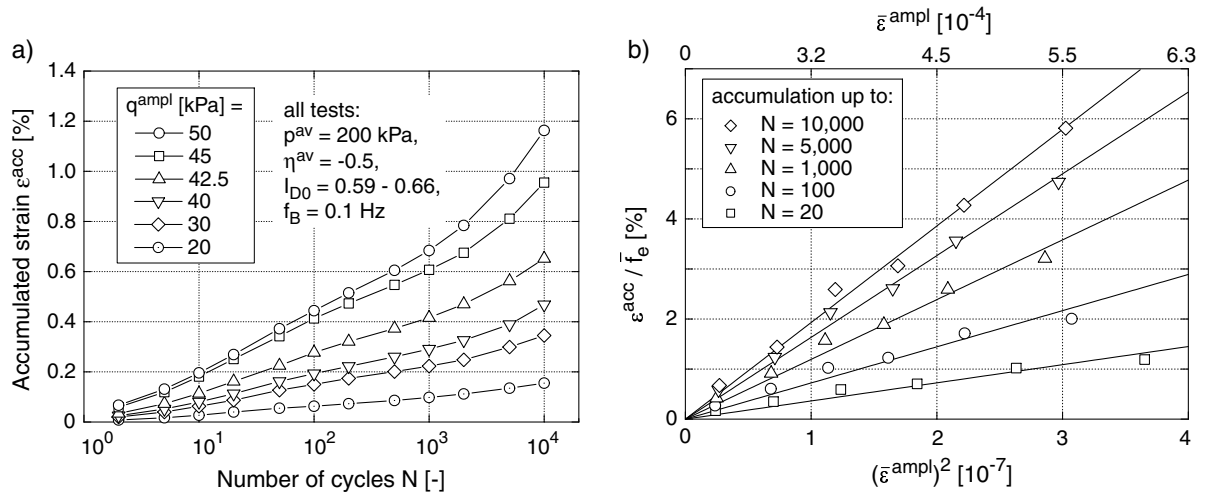 a)
Accumulated strain ε^acc [%]
1.4
1.2
1.0
0.8
0.6
0.4
0.2
0
q^ampl [kPa] =
50
45
42.5
40
30
20
all tests:
p^av = 200 kPa,
η^av = -0.5,
I_D0 = 0.59 - 0.66,
f_B = 0.1 Hz
10^0 10^1 10^2 10^3 10^4
Number of cycles N [-]
b)
ε̄^ampl [10^-4]
0 3.2 4.5 5.5 6.3
ε^acc / f̄_e [%]
6
4
2
0
accumulation up to:
N = 10,000
N = 5,000
N = 1,000
N = 100
N = 20
0 1 2 3 4
(ε̄^ampl)^2 [10^-7]